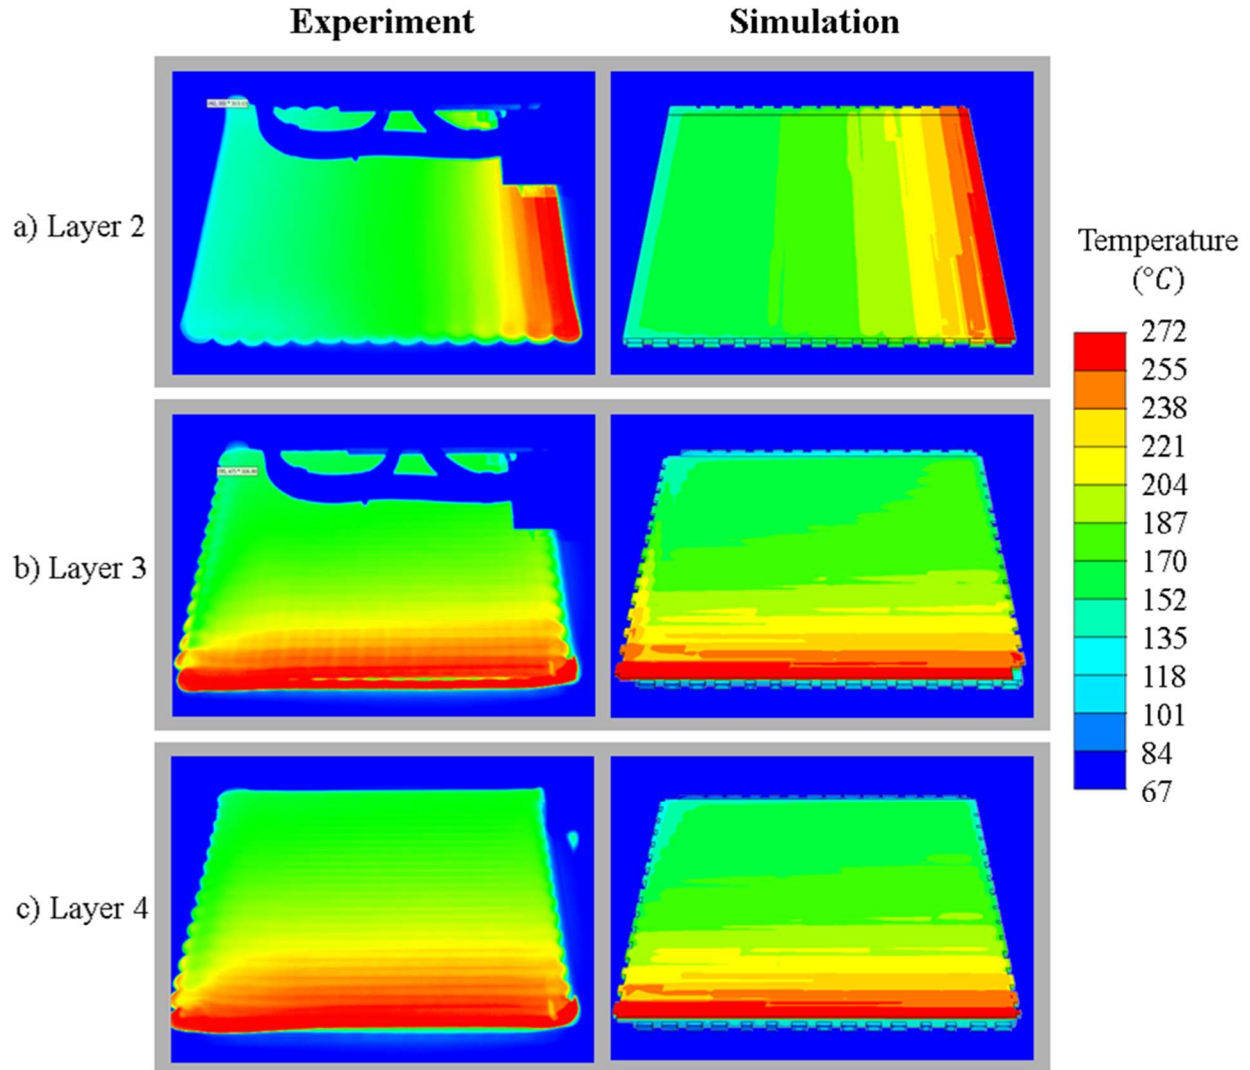 Experiment
Simulation
a) Layer 2
b) Layer 3
c) Layer 4
Temperature
(°C)
272
255
238
221
204
187
170
152
135
118
101
84
67